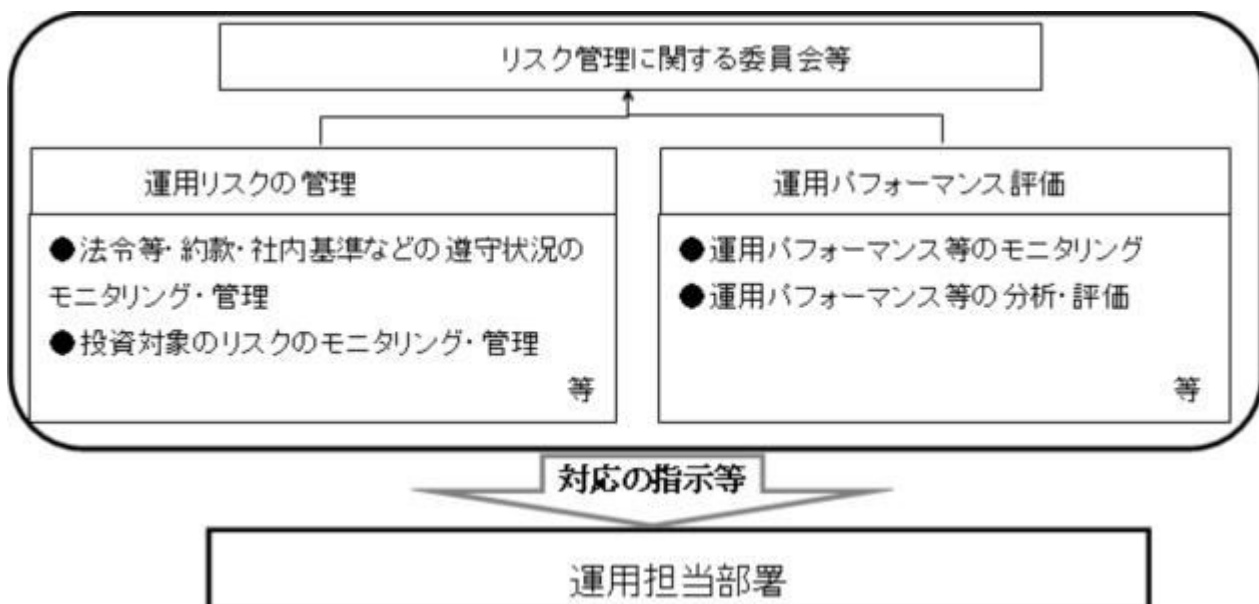 リスク管理に関する委員会等
運用リスクの管理
●法令等・約款・社内基準などの遵守状況の
モニタリング・管理
●投資対象のリスクのモニタリング・管理
等
運用パフォーマンス評価
●運用パフォーマンス等のモニタリング
●運用パフォーマンス等の分析・評価
等
対応の指示等
運用担当部署